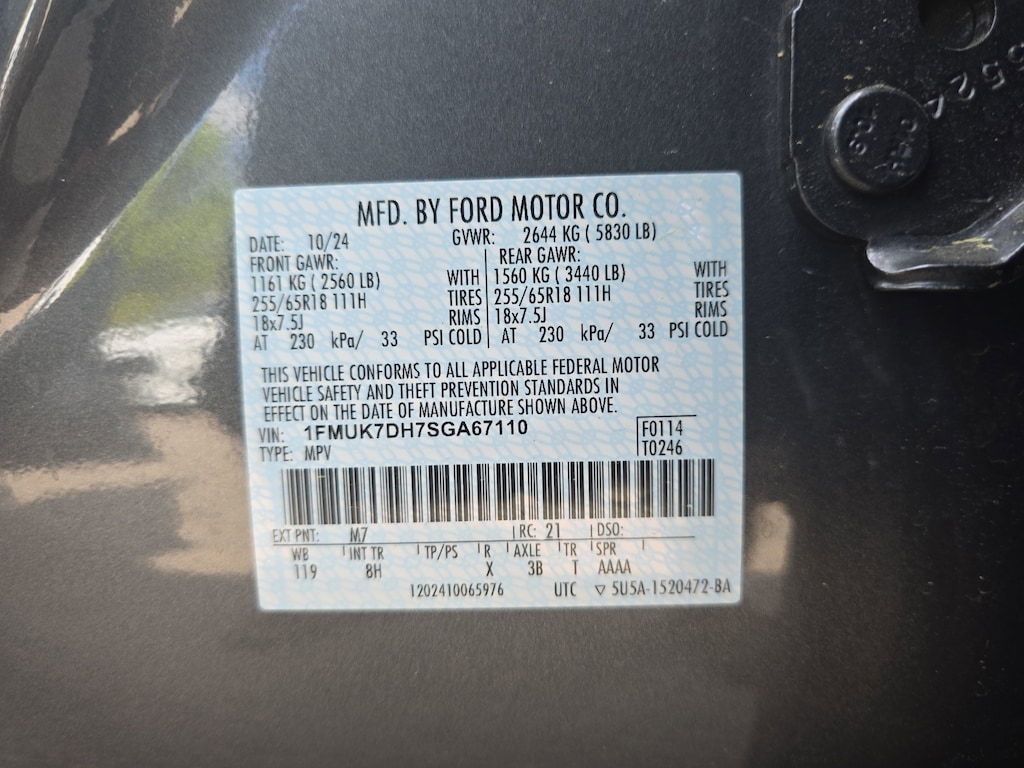 MFD. BY FORD MOTOR CO.
DATE: 10/24 GVWR: 2644 KG ( 5830 LB)
FRONT GAWR: REAR GAWR:
1161 KG ( 2560 LB) WITH 1560 KG ( 3440 LB) WITH
255/65R18 111H TIRES 255/65R18 111H TIRES
18x7.5J RIMS 18x7.5J RIMS
AT 230 kPa/ 33 PSI COLD AT 230 kPa/ 33 PSI COLD
THIS VEHICLE CONFORMS TO ALL APPLICABLE FEDERAL MOTOR
VEHICLE SAFETY AND THEFT PREVENTION STANDARDS IN
EFFECT ON THE DATE OF MANUFACTURE SHOWN ABOVE.
VIN: 1FMUK7DH7SGA67110 F0114
TYPE: MPV T0246
EXT PNT: M7 RC: 21 DSO:
WB INT TR TP/PS R AXLE TR SPR
119 8H X 3B T AAAA
1202410065976 UTC ▽ 5U5A-1520472-BA
10.9